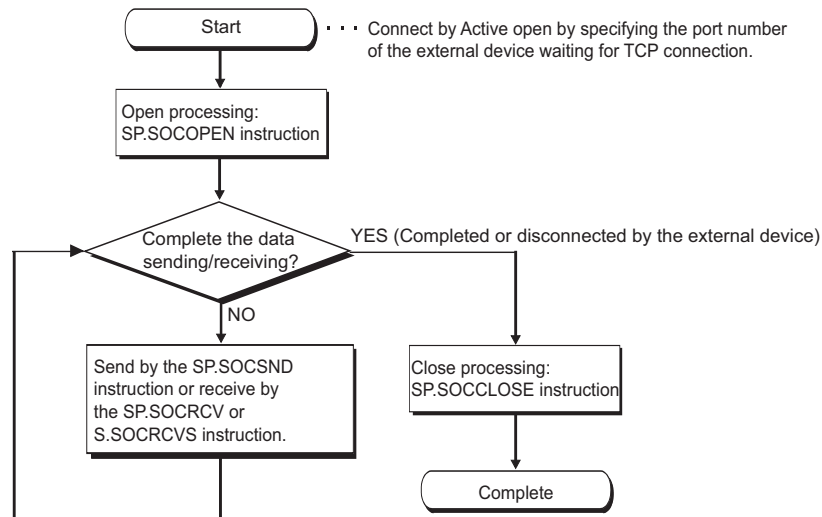 Start
· · · Connect by Active open by specifying the port number
of the external device waiting for TCP connection.
Open processing:
SP.SOCOPEN instruction
Complete the data
sending/receiving?
YES (Completed or disconnected by the external device)
NO
Send by the SP.SOCSND
instruction or receive by
the SP.SOCRCV or
S.SOCRCVS instruction.
Close processing:
SP.SOCCLOSE instruction
Complete